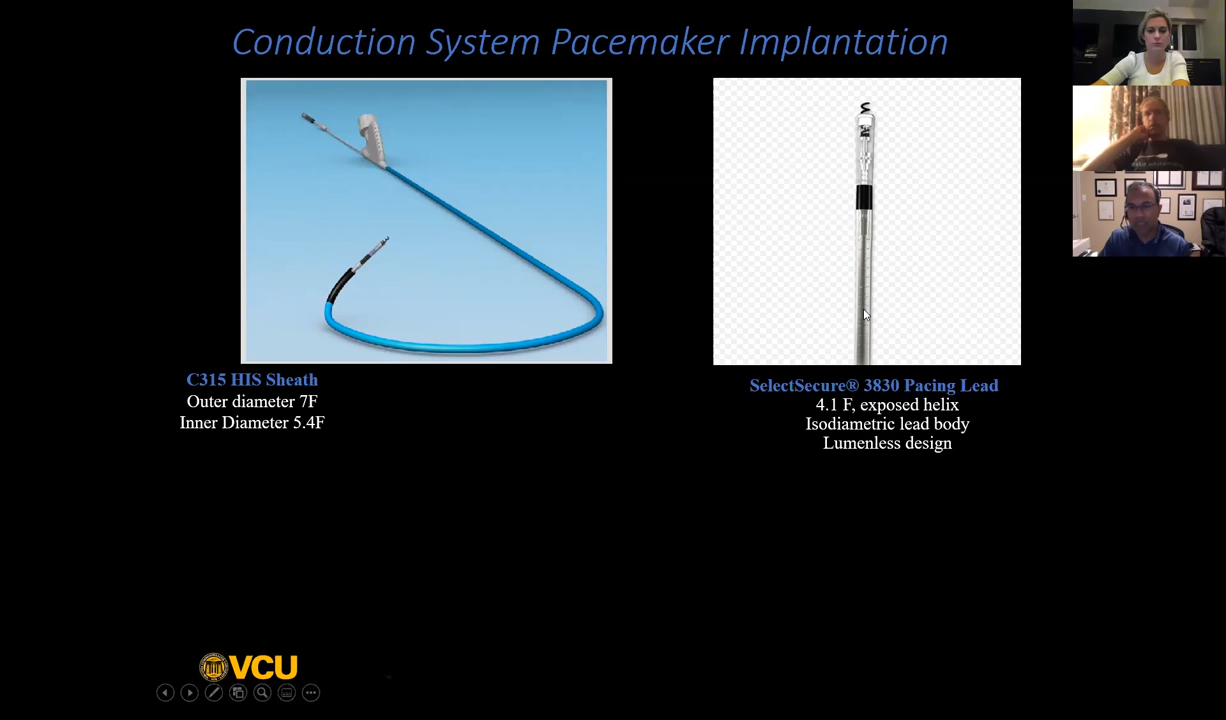 Conduction System Pacemaker Implantation
C315 HIS Sheath
Outer diameter 7F
Inner Diameter 5.4F
SelectSecure® 3830 Pacing Lead
4.1 F, exposed helix
Isodiametric lead body
Lumenless design
VCU